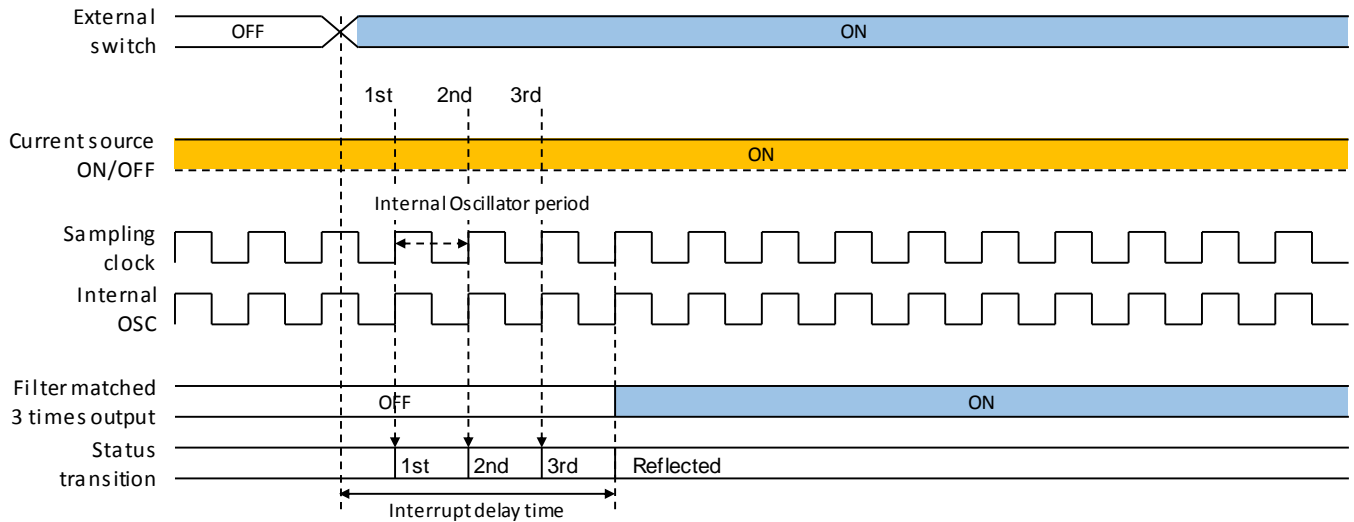 External
switch
OFF
ON
1st
2nd
3rd
Current source
ON/OFF
ON
Internal Oscillator period
Sampling
clock
Internal
OSC
Filter matched
3 times output
OFF
ON
Status
transition
1st
2nd
3rd
Reflected
Interrupt delay time